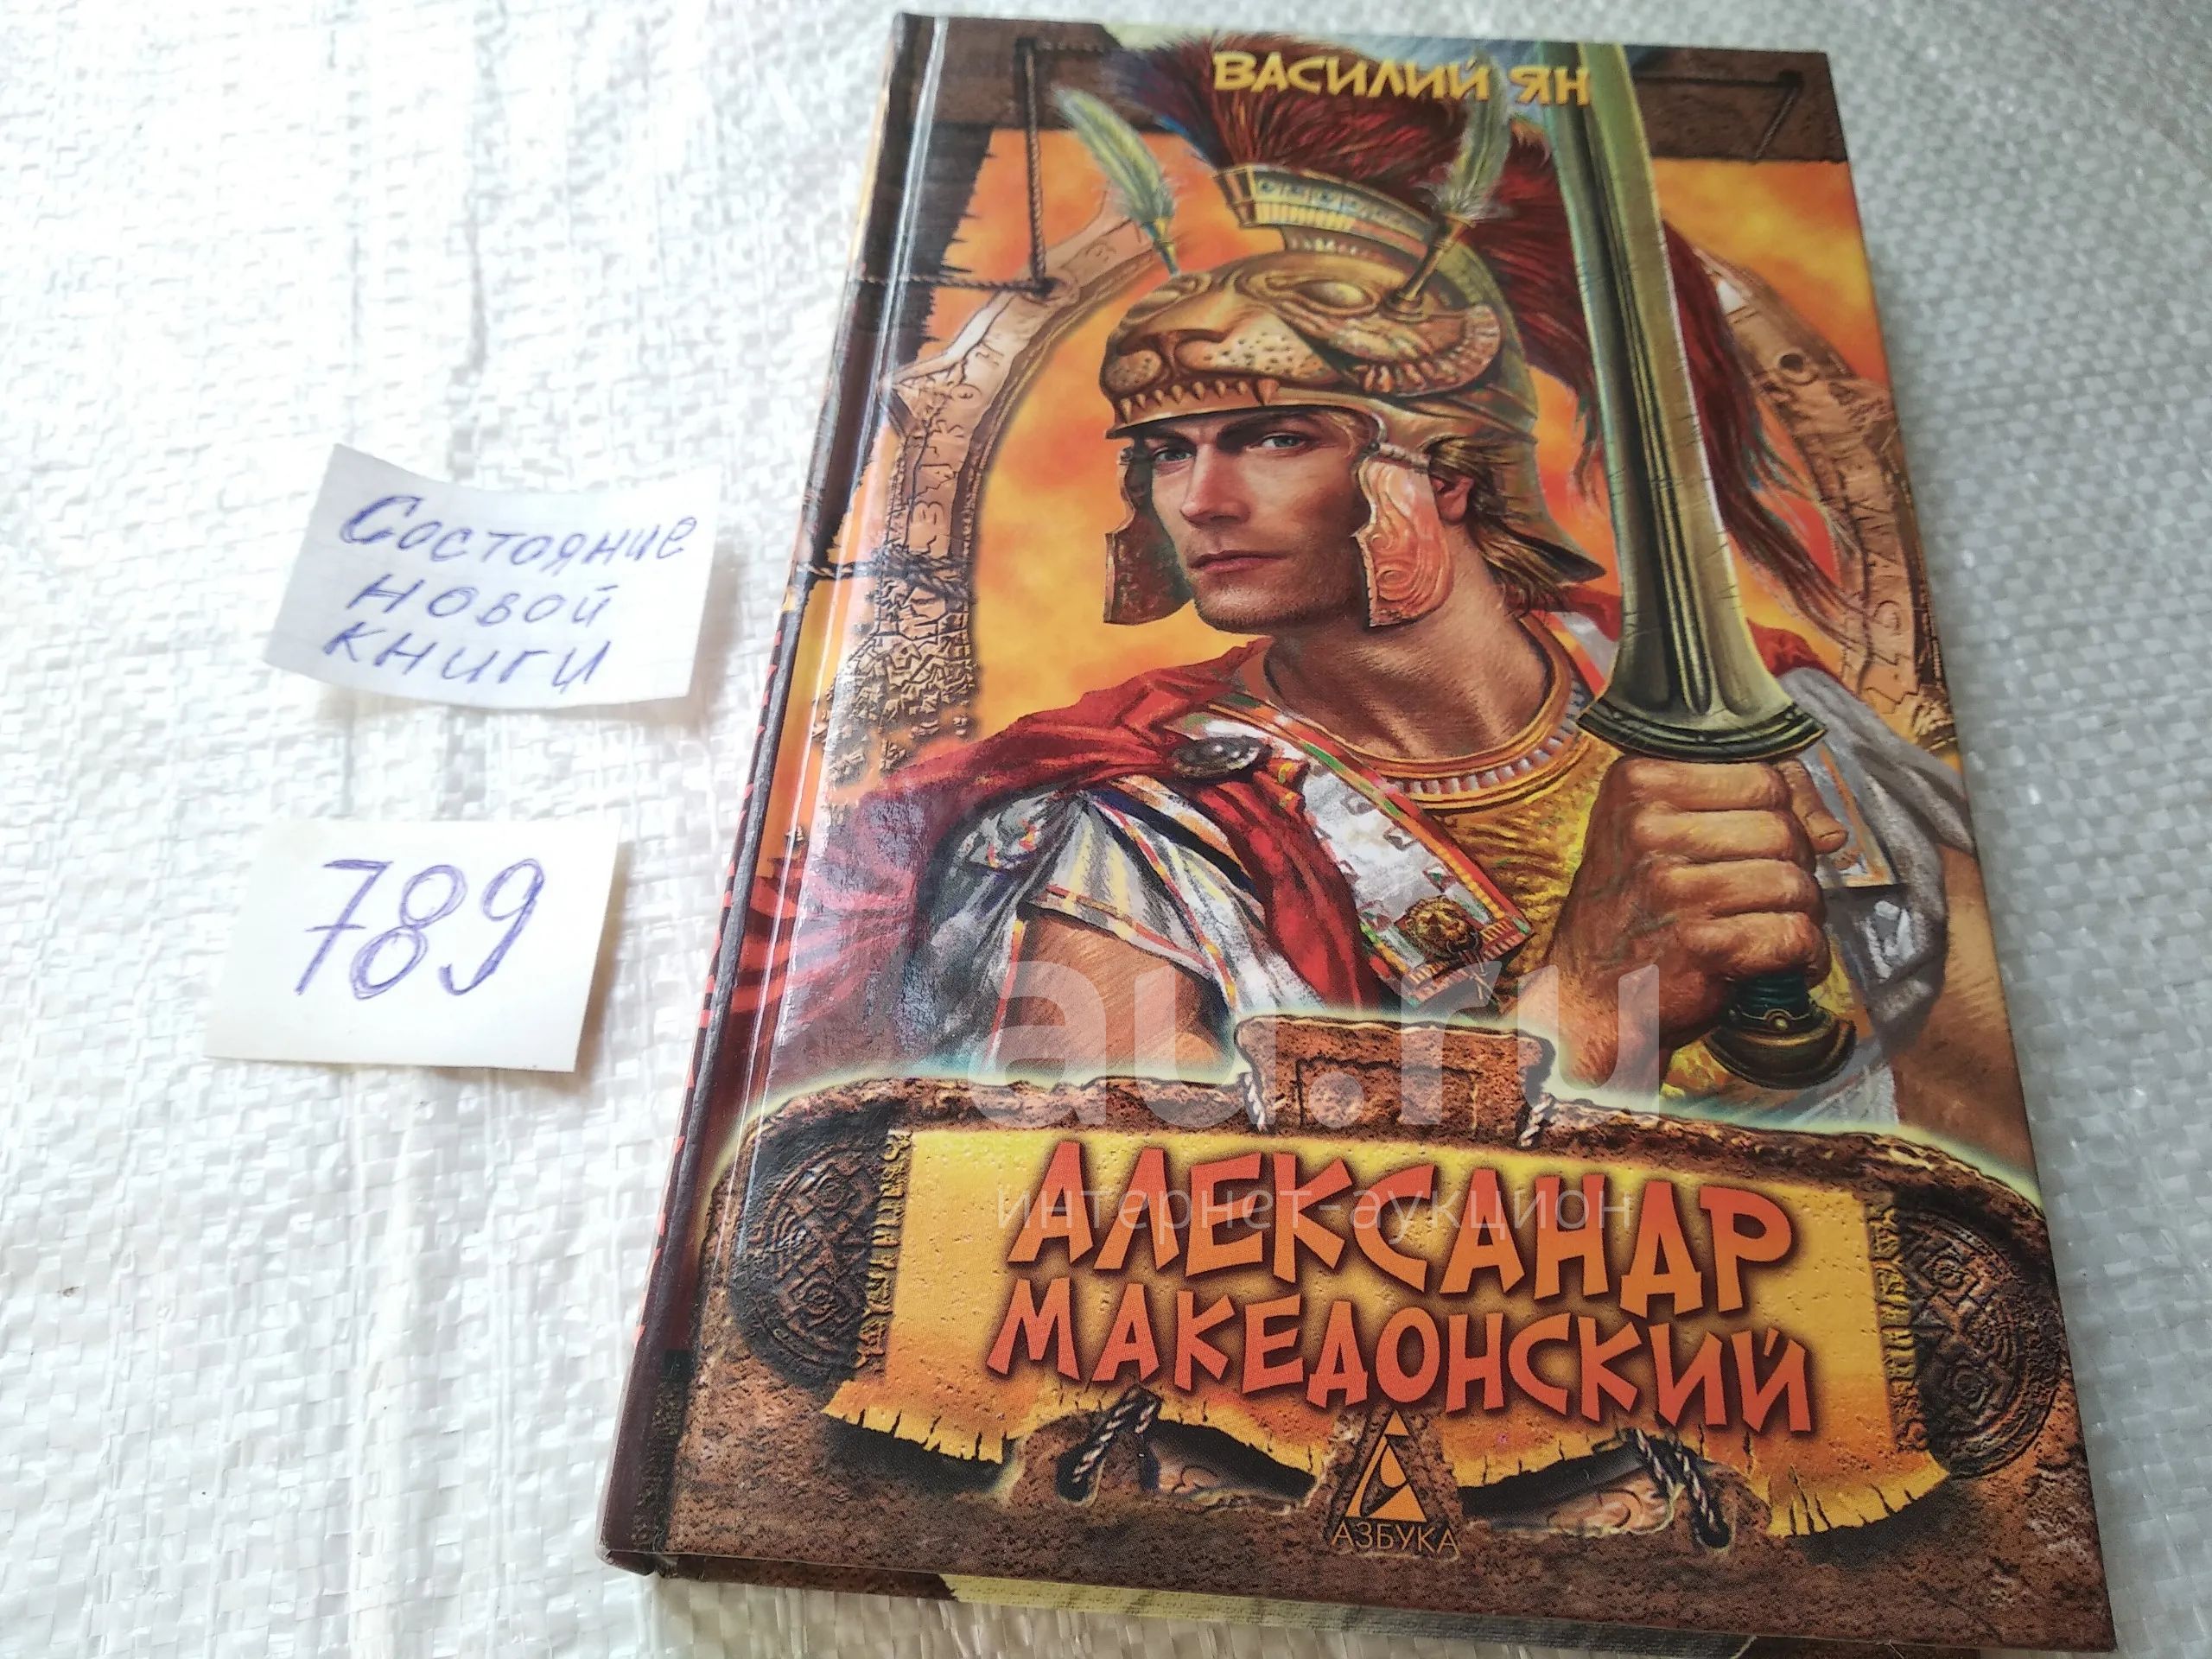 ВАСИЛИЙ ЯН
Состояние
новой
книги
789
au.ru
интернет-аукцион
АЛЕКСАНДР
МАКЕДОНСКИЙ
АЗБУКА